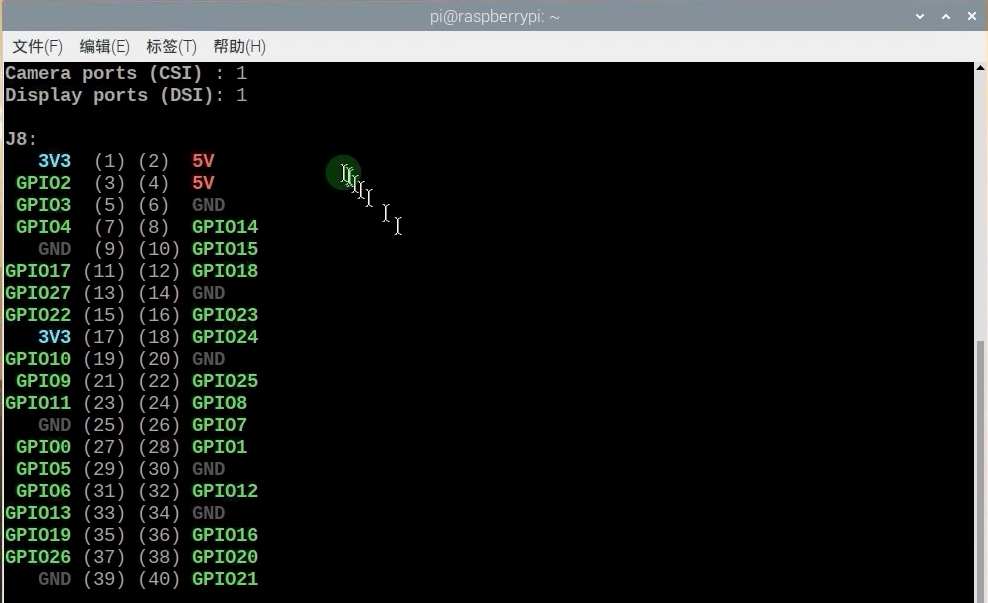 pi@raspberrypi: ~
文件(F) 编辑(E) 标签(T) 帮助(H)
Camera ports (CSI) : 1
Display ports (DSI): 1
J8:
3V3 (1) (2) 5V
GPIO2 (3) (4) 5V
GPIO3 (5) (6) GND
GPIO4 (7) (8) GPIO14
GND (9) (10) GPIO15
GPIO17 (11) (12) GPIO18
GPIO27 (13) (14) GND
GPIO22 (15) (16) GPIO23
3V3 (17) (18) GPIO24
GPIO10 (19) (20) GND
GPIO9 (21) (22) GPIO25
GPIO11 (23) (24) GPIO8
GND (25) (26) GPIO7
GPIO0 (27) (28) GPIO1
GPIO5 (29) (30) GND
GPIO6 (31) (32) GPIO12
GPIO13 (33) (34) GND
GPIO19 (35) (36) GPIO16
GPIO26 (37) (38) GPIO20
GND (39) (40) GPIO21